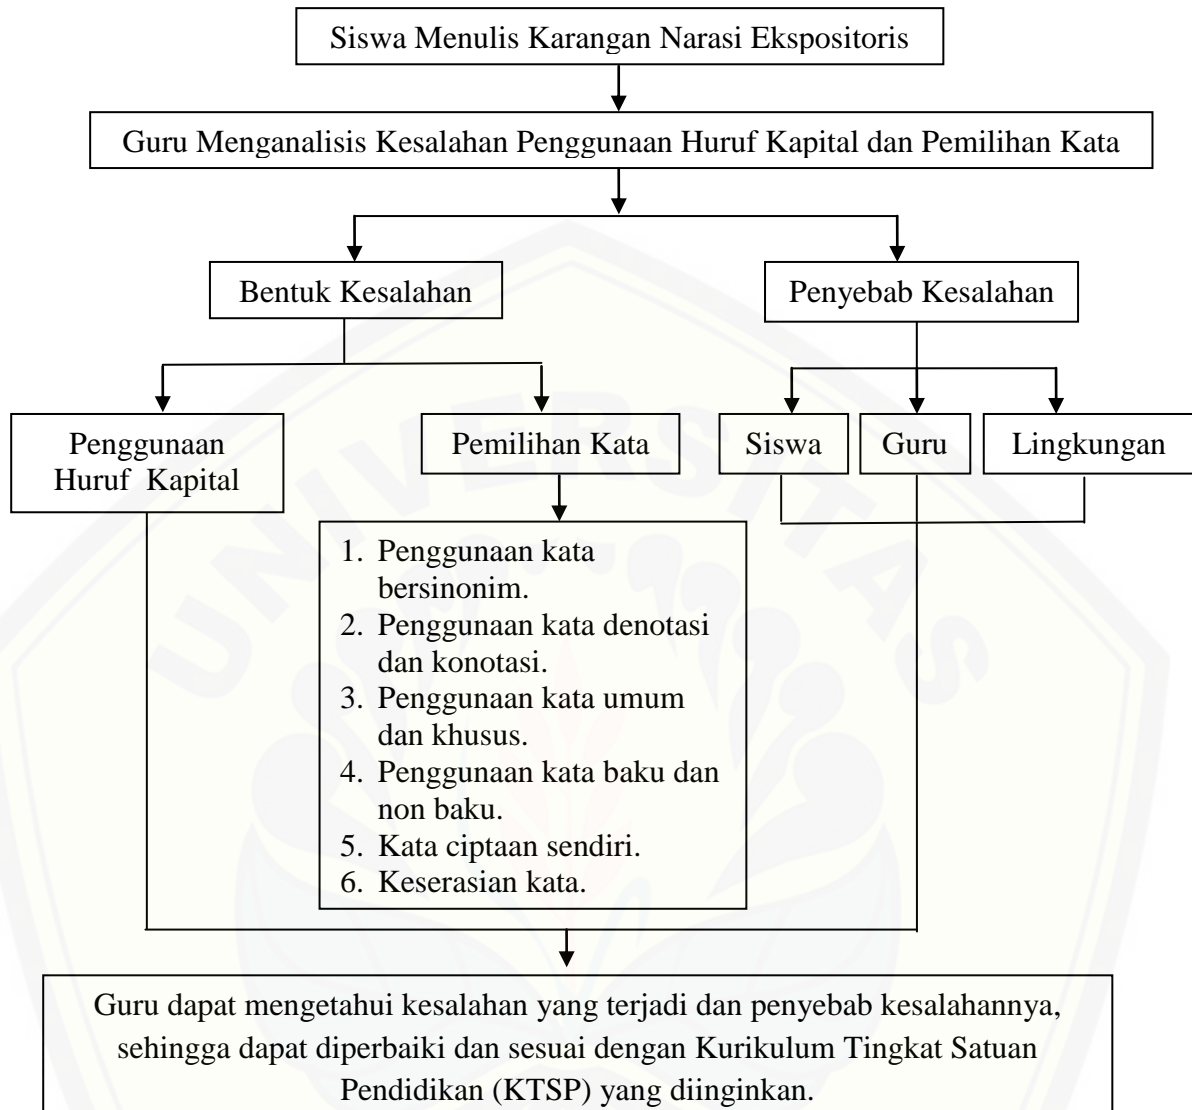 Siswa Menulis Karangan Narasi Ekspositoris
Guru Menganalisis Kesalahan Penggunaan Huruf Kapital dan Pemilihan Kata
Bentuk Kesalahan
Penyebab Kesalahan
Penggunaan
Huruf Kapital
Pemilihan Kata
Siswa
Guru
Lingkungan
1. Penggunaan kata
bersinonim.
2. Penggunaan kata denotasi
dan konotasi.
3. Penggunaan kata umum
dan khusus.
4. Penggunaan kata baku dan
non baku.
5. Kata ciptaan sendiri.
6. Keserasian kata.
Guru dapat mengetahui kesalahan yang terjadi dan penyebab kesalahannya,
sehingga dapat diperbaiki dan sesuai dengan Kurikulum Tingkat Satuan
Pendidikan (KTSP) yang diinginkan.
UNIVERSITAS